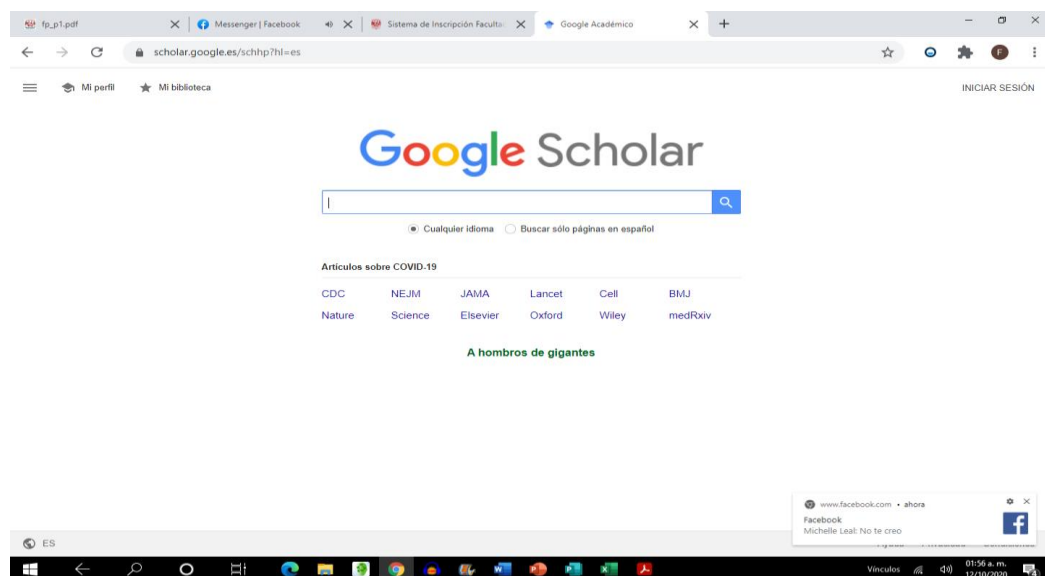 fp_p1.pdf Messenger | Facebook Sistema de Inscripción Faculta Google Académico
scholar.google.es/schhp?hl=es F
Mi perfil Mi biblioteca INICIAR SESIÓN
Google Scholar
Cualquier idioma Buscar sólo páginas en español
Artículos sobre COVID-19
CDC NEJM JAMA Lancet Cell BMJ
Nature Science Elsevier Oxford Wiley medRxiv
A hombros de gigantes
www.facebook.com • ahora
Facebook
Michelle Leal: No te creo
ES
Vínculos 01:56 a. m.
12/10/2020